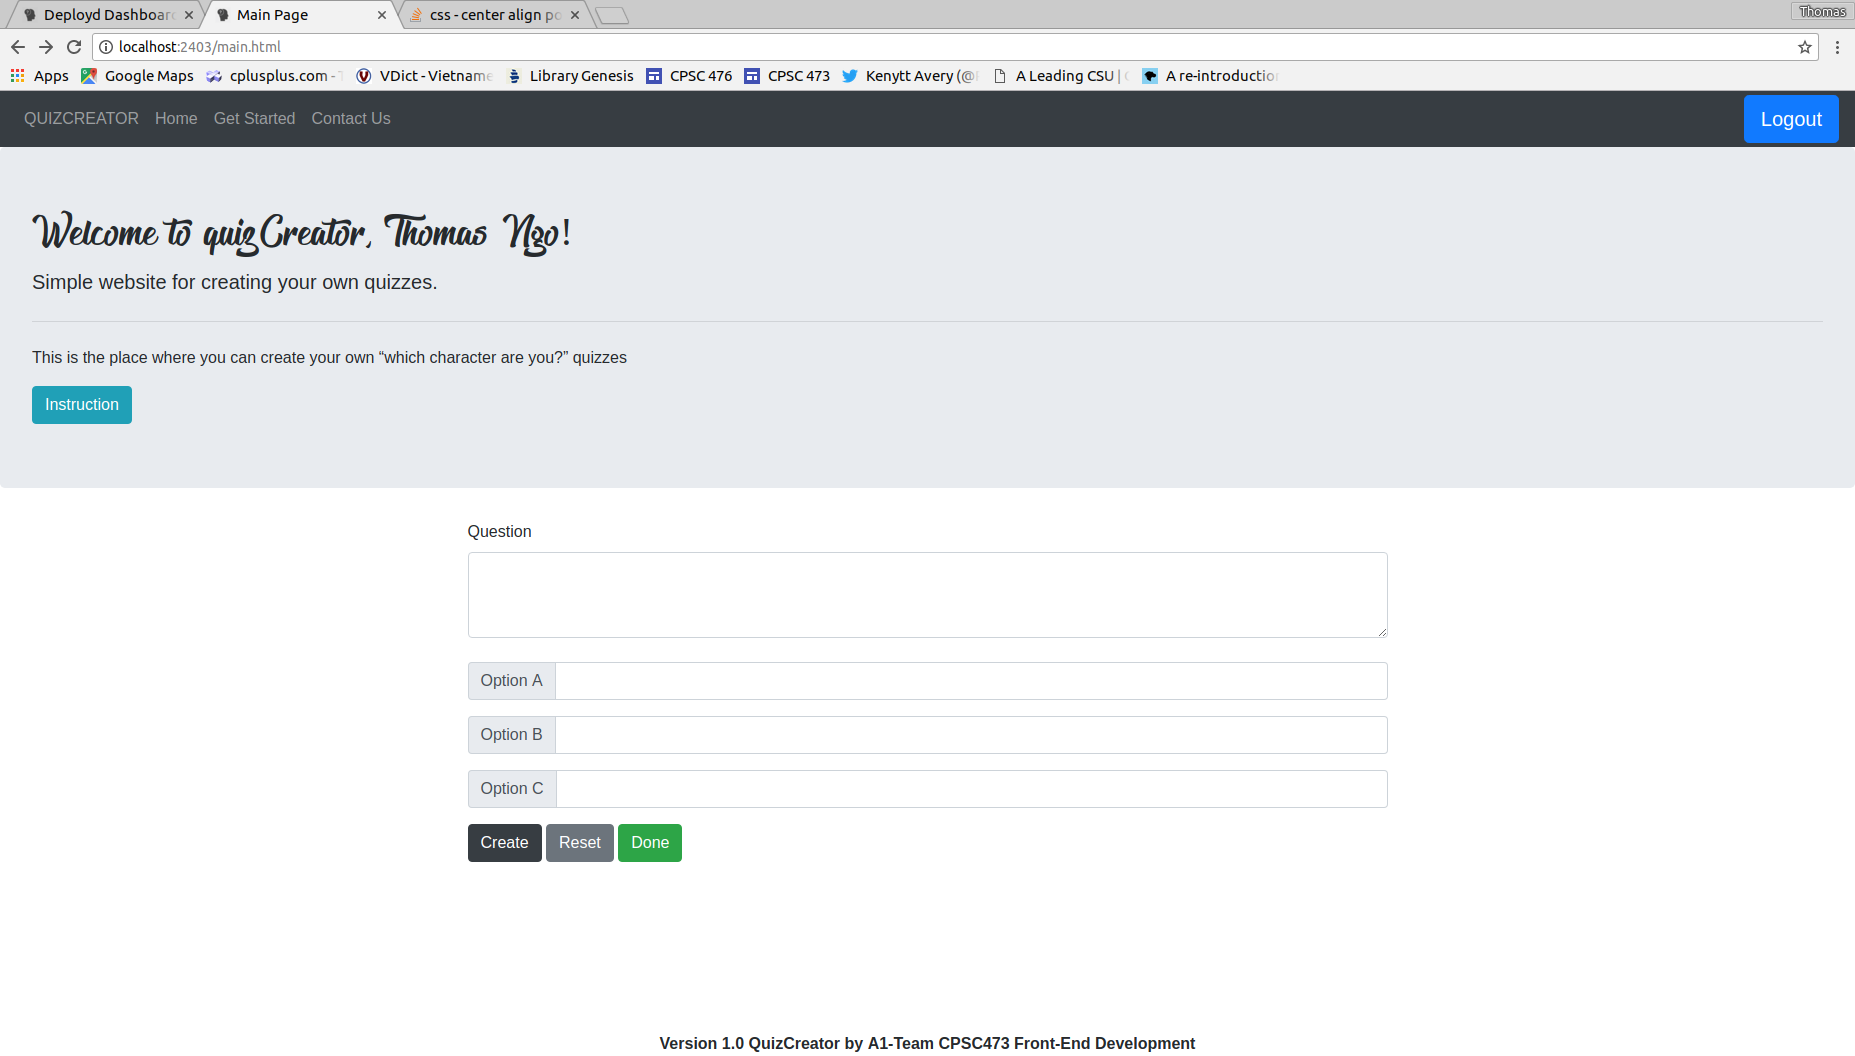 Deployd Dashboard Main Page css - center align po Thomas
localhost:2403/main.html
Apps Google Maps cplusplus.com - T VDict - Vietname Library Genesis CPSC 476 CPSC 473 Kenytt Avery (@ A Leading CSU | A re-introduction
QUIZCREATOR Home Get Started Contact Us Logout
Welcome to quizCreator, Thomas Ngo!
Simple website for creating your own quizzes.
This is the place where you can create your own “which character are you?” quizzes
Instruction
Question
Option A
Option B
Option C
Create Reset Done
Version 1.0 QuizCreator by A1-Team CPSC473 Front-End Development